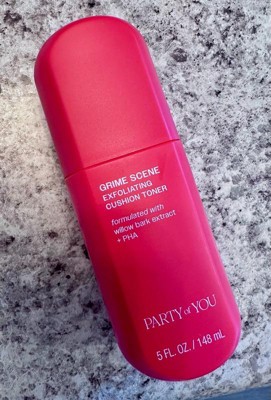 GRIME SCENE
EXFOLIATING
CUSHION TONER
formulated with
willow bark extract
+ PHA
PARTY of YOU
5 FL. OZ. / 148 mL